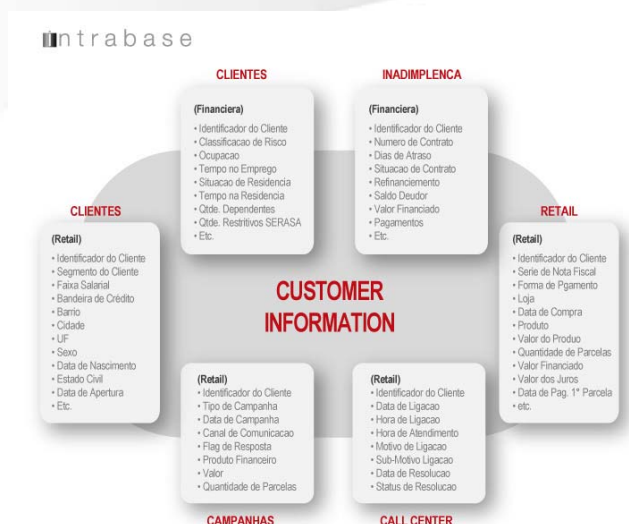 intrabase
CLIENTES
(Financiera)
• Identificador do Cliente
• Classificacao de Risco
• Ocupacao
• Tempo no Emprego
• Situacao de Residencia
• Tempo na Residencia
• Qtde. Dependentes
• Qtde. Restritivos SERASA
• Etc.
INADIMPLENCA
(Financiera)
• Identificador do Cliente
• Numero de Contrato
• Dias de Atraso
• Situacao de Contrato
• Refinanciemento
• Saldo Deudor
• Valor Financiado
• Pagamentos
• Etc.
CLIENTES
(Retail)
• Identificador do Cliente
• Segmento do Cliente
• Faixa Salarial
• Bandeira de Crédito
• Barrio
• Cidade
• UF
• Sexo
• Data de Nascimento
• Estado Civil
• Data de Apertura
• Etc.
CUSTOMER
INFORMATION
RETAIL
(Retail)
• Identificador do Cliente
• Serie de Nota Fiscal
• Forma de Pgamento
• Loja
• Data de Compra
• Produto
• Valor do Produo
• Quantidade de Parcelas
• Valor Financiado
• Valor dos Juros
• Data de Pag. 1° Parcela
• etc.
(Retail)
• Identificador do Cliente
• Tipo de Campanha
• Data de Campanha
• Canal de Comunicacao
• Flag de Resposta
• Produto Financeiro
• Valor
• Quantidade de Parcelas
CAMPANHAS
(Retail)
• Identificador do Cliente
• Data de Ligacao
• Hora de Ligacao
• Hora de Atendimento
• Motivo de Ligacao
• Sub-Motivo Ligacao
• Data de Resolucao
• Status de Resolucao
CALL CENTER